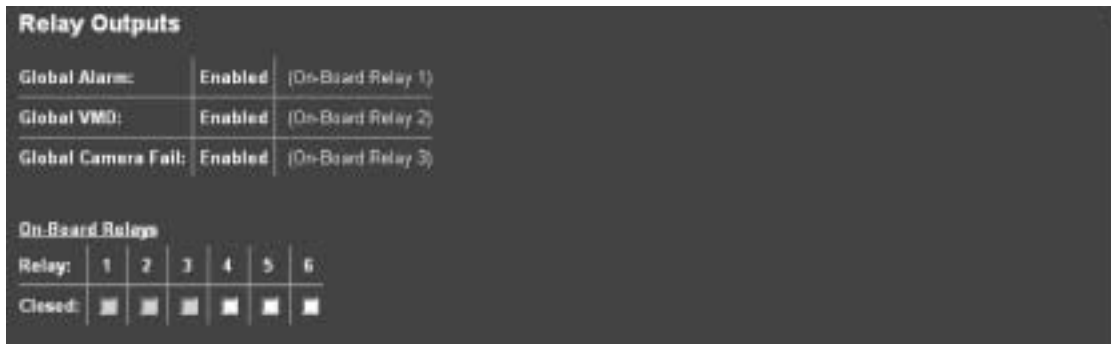 Relay Outputs
Global Alarm: Enabled (On-Board Relay 1)
Global VMD: Enabled (On-Board Relay 2)
Global Camera Fail: Enabled (On-Board Relay 3)
On-Board Relays
Relay: 1 2 3 4 5 6
Closed: